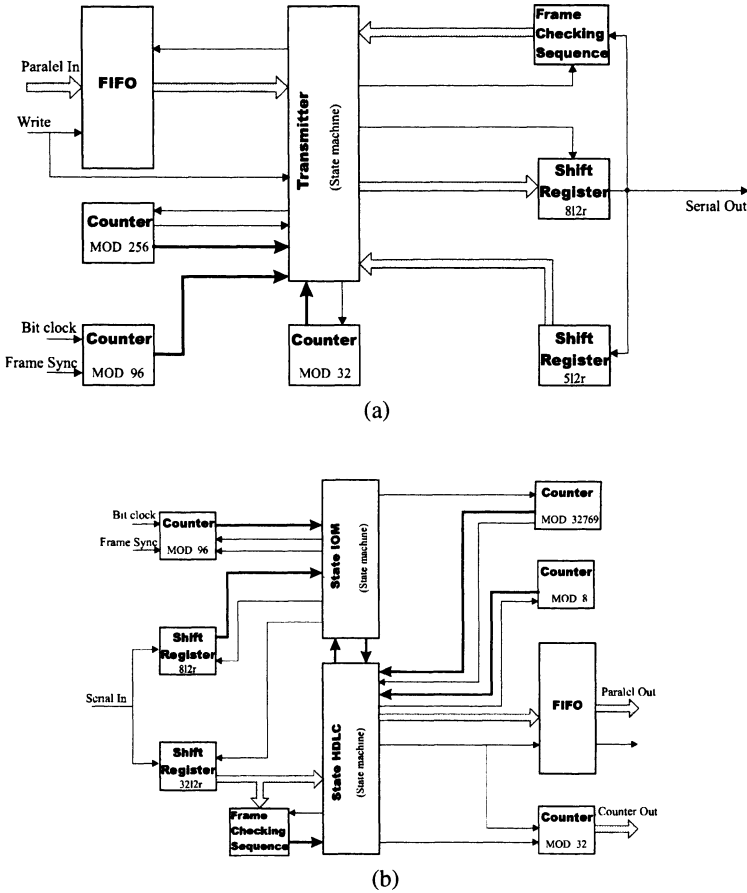 Frame
Checking
Sequence
Paralel In
FIFO
Write
Transmitter
(State machine)
Shift
Register
8l2r
Serial Out
Counter
MOD 256
Bit clock
Frame Sync
Counter
MOD 96
Counter
MOD 32
Shift
Register
5l2r
(a)
Bit clock
Frame Sync
Counter
MOD 96
State IOM
(State machine)
Counter
MOD 32769
Counter
MOD 8
Shift
Register
8l2r
Serial In
Shift
Register
32l2r
State HDLC
(State machine)
FIFO
Paralel Out
Frame
Checking
Sequence
Counter
MOD 32
Counter Out
(b)